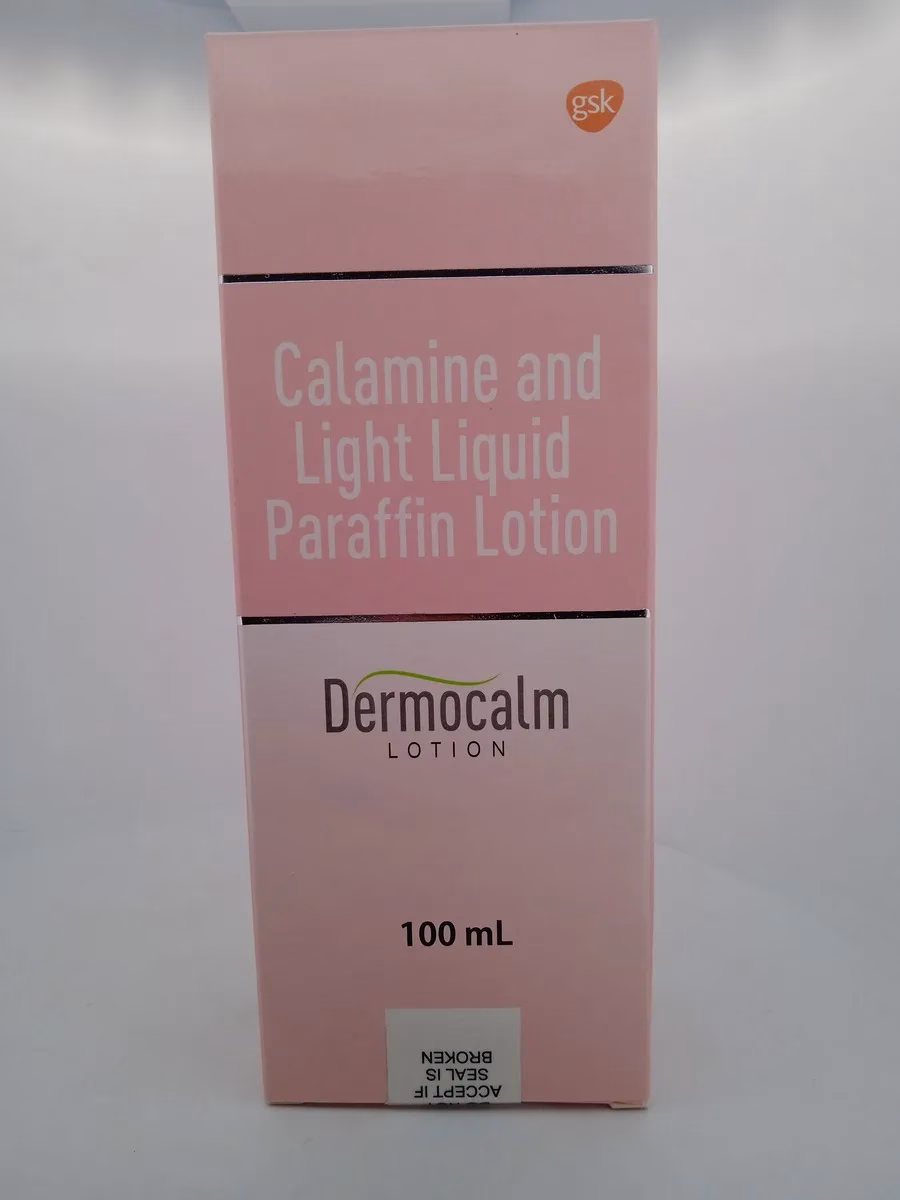 gsk
Calamine and
Light Liquid
Paraffin Lotion
Dermocalm
LOTION
100 mL
ACCEPT IF
SEAL IS
BROKEN